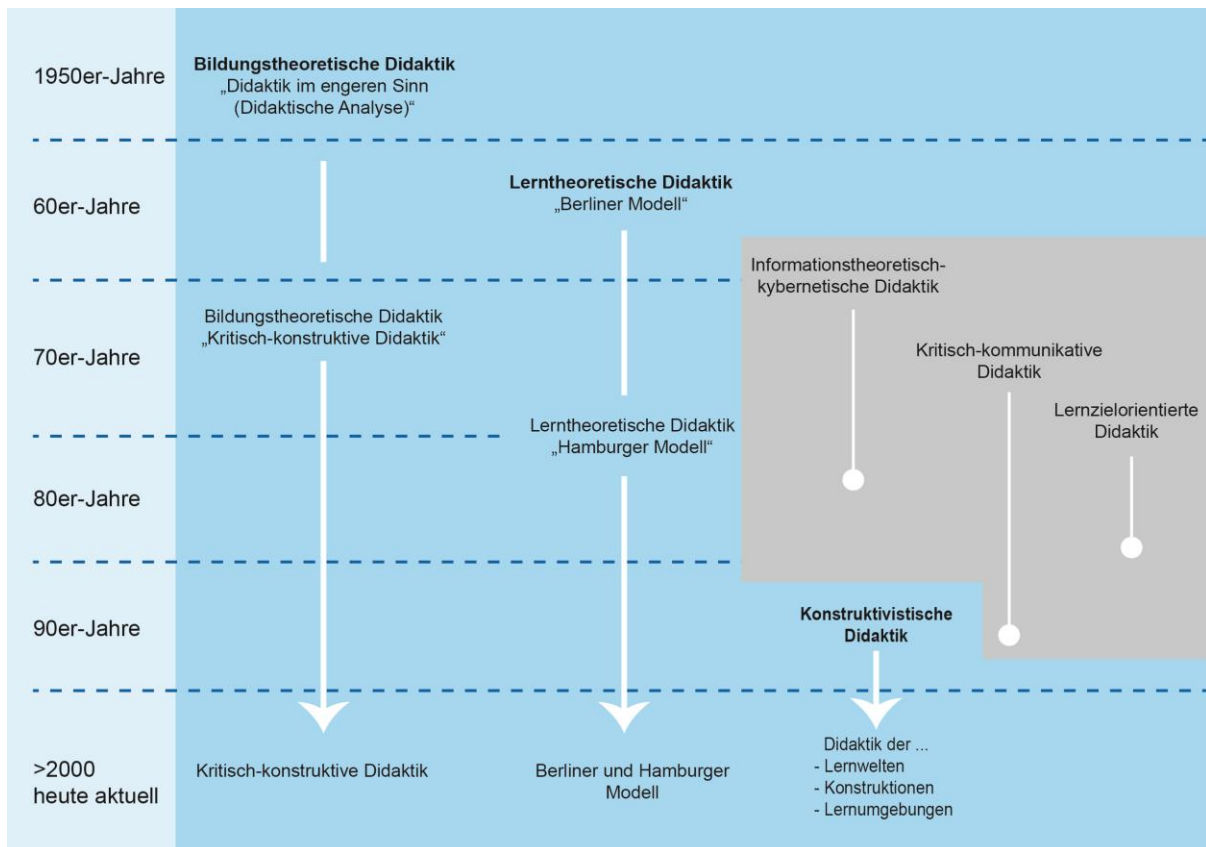 1950er-Jahre
Bildungstheoretische Didaktik
„Didaktik im engeren Sinn
(Didaktische Analyse)“
60er-Jahre
Lerntheoretische Didaktik
„Berliner Modell“
Informationstheoretisch-
kybernetische Didaktik
70er-Jahre
Bildungstheoretische Didaktik
„Kritisch-konstruktive Didaktik“
Kritisch-kommunikative
Didaktik
Lernzielorientierte
Didaktik
Lerntheoretische Didaktik
„Hamburger Modell“
80er-Jahre
90er-Jahre
Konstruktivistische
Didaktik
>2000
heute aktuell
Kritisch-konstruktive Didaktik
Berliner und Hamburger
Modell
Didaktik der ...
- Lernwelten
- Konstruktionen
- Lernumgebungen